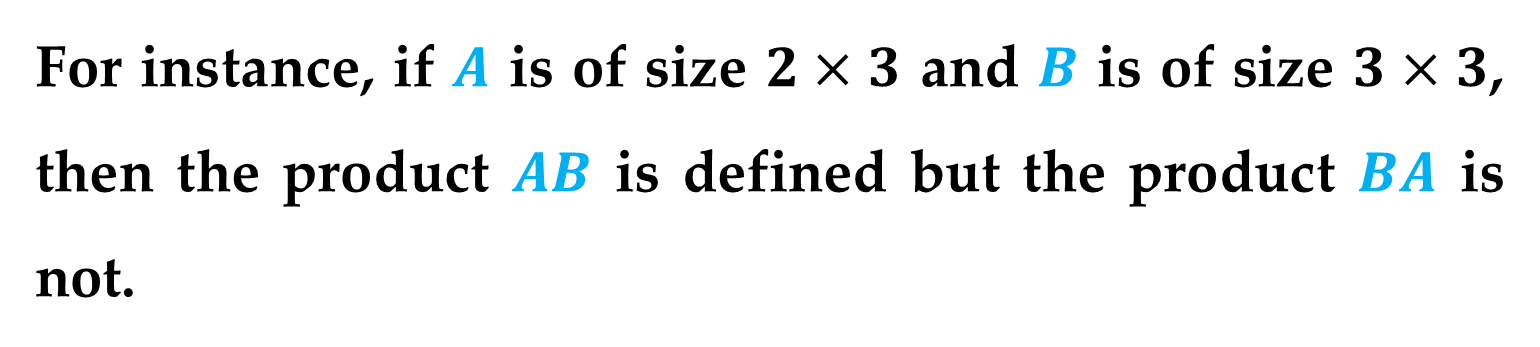 For instance, if A is of size 2 × 3 and B is of size 3 × 3,
then the product AB is defined but the product BA is
not.